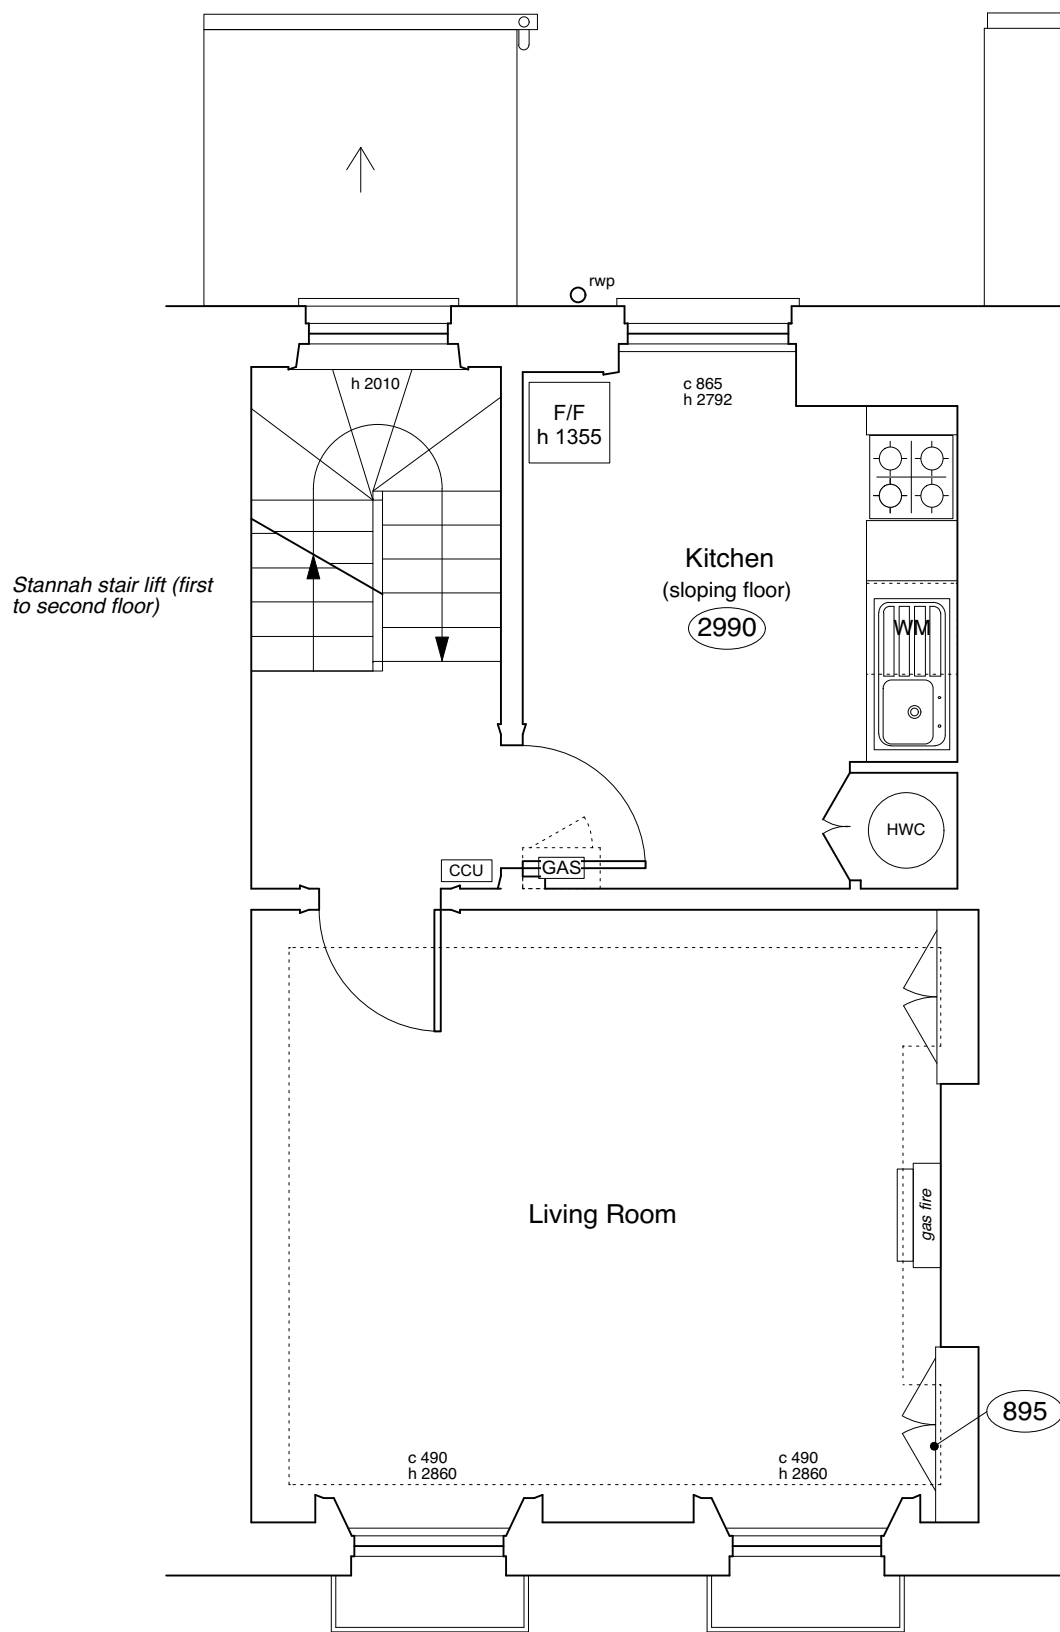 rwp
h 2010
c 865
h 2792
F/F
h 1355
Stannah stair lift (first
to second floor)
Kitchen
(sloping floor)
2990
WM
HWC
CCU
GAS
Living Room
gas fire
895
c 490
h 2860
c 490
h 2860